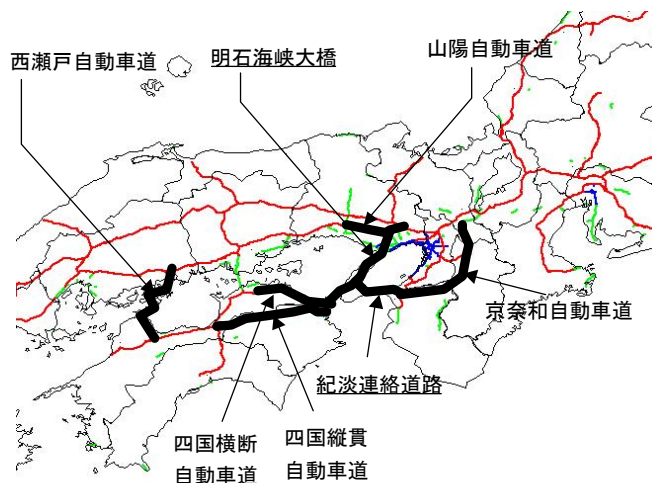 西瀬戸自動車道
明石海峡大橋
山陽自動車道
京奈和自動車道
紀淡連絡道路
四国横断
自動車道
四国縦貫
自動車道